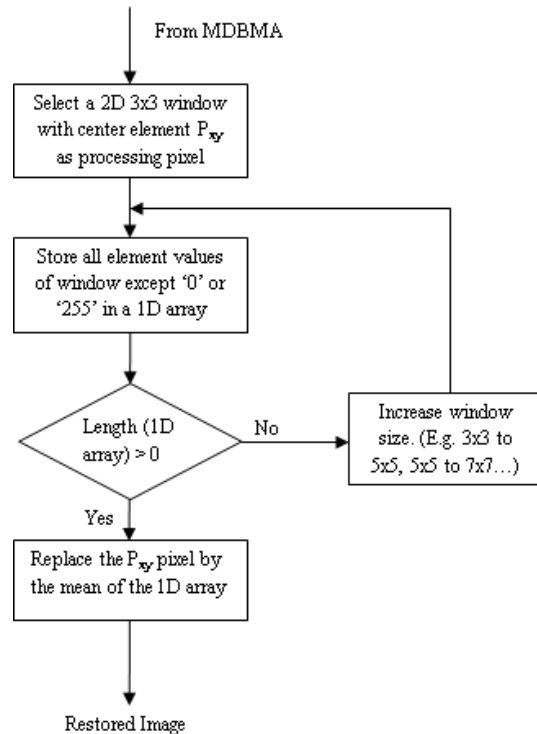 From MDBMA
Select a 2D 3x3 window
with center element Pxy
as processing pixel
Store all element values
of window except ‘0’ or
‘255’ in a 1D array
Length (1D
array) > 0
No
Increase window
size. (E.g. 3x3 to
5x5, 5x5 to 7x7…)
Yes
Replace the Pxy pixel by
the mean of the 1D array
Restored Image